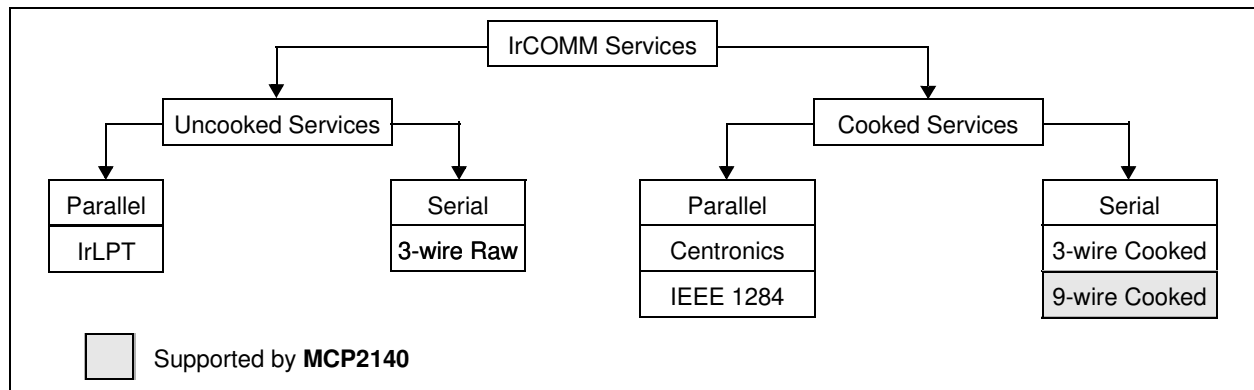 IrCOMM Services
Uncooked Services
Cooked Services
Parallel
IrLPT
Serial
3-wire Raw
Parallel
Centronics
IEEE 1284
Serial
3-wire Cooked
9-wire Cooked
Supported by MCP2140